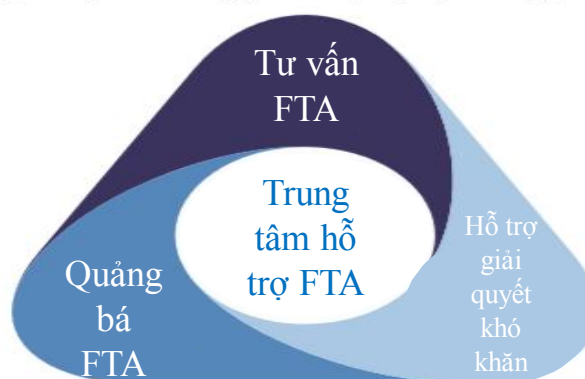 Tư vấn
FTA
Trung
tâm hỗ
trợ FTA
Quảng
bá
FTA
Hỗ trợ
giải
quyết
khó
khăn